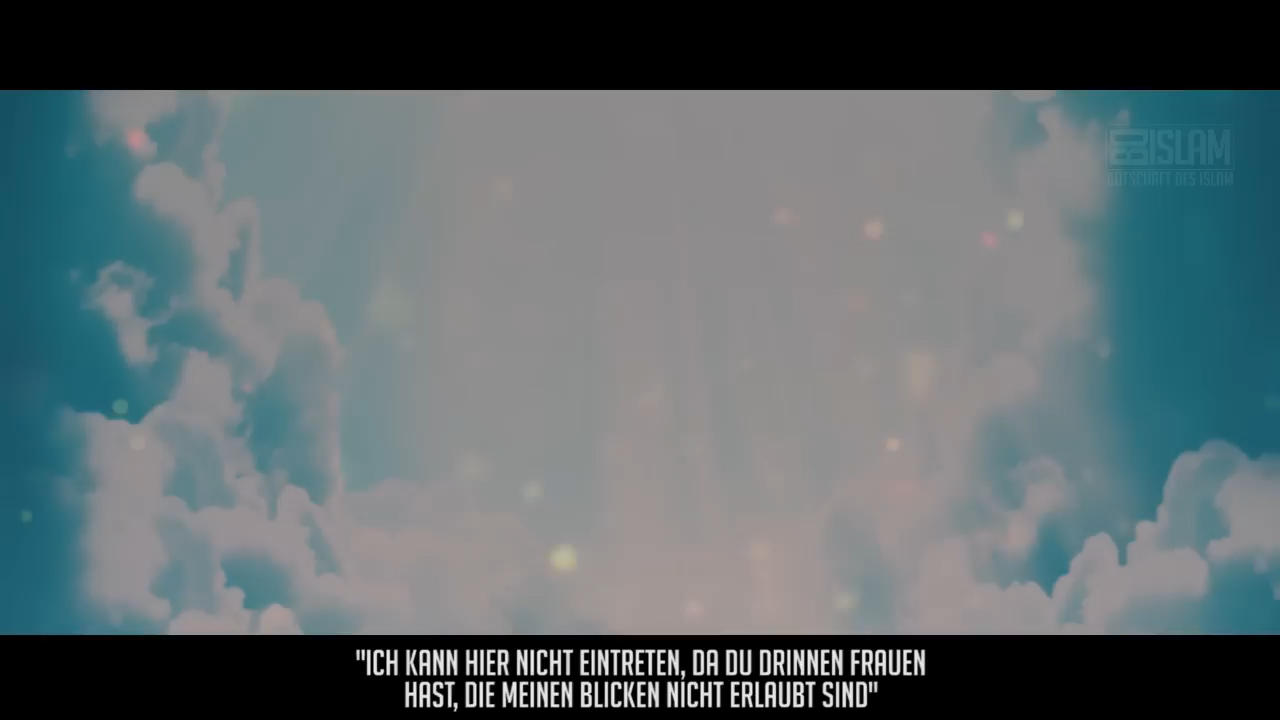 ISLAM
BOTSCHAFT DES ISLAM
"ICH KANN HIER NICHT EINTRETEN, DA DU DRINNEN FRAUEN
HAST, DIE MEINEN BLICKEN NICHT ERLAUBT SIND"